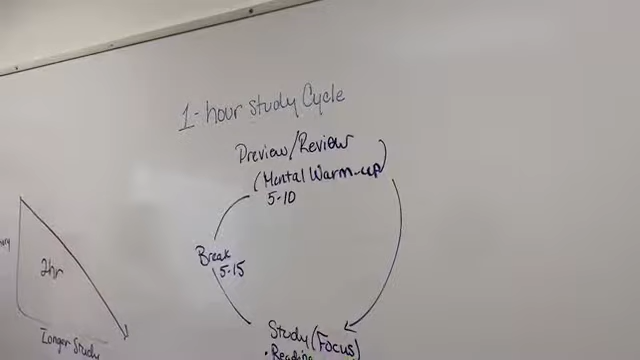 1-hour Study Cycle
Preview/Review
(Mental Warm-up)
5-10
Break
5-15
2hr
Longer Study
Study (Focus)
• Reading